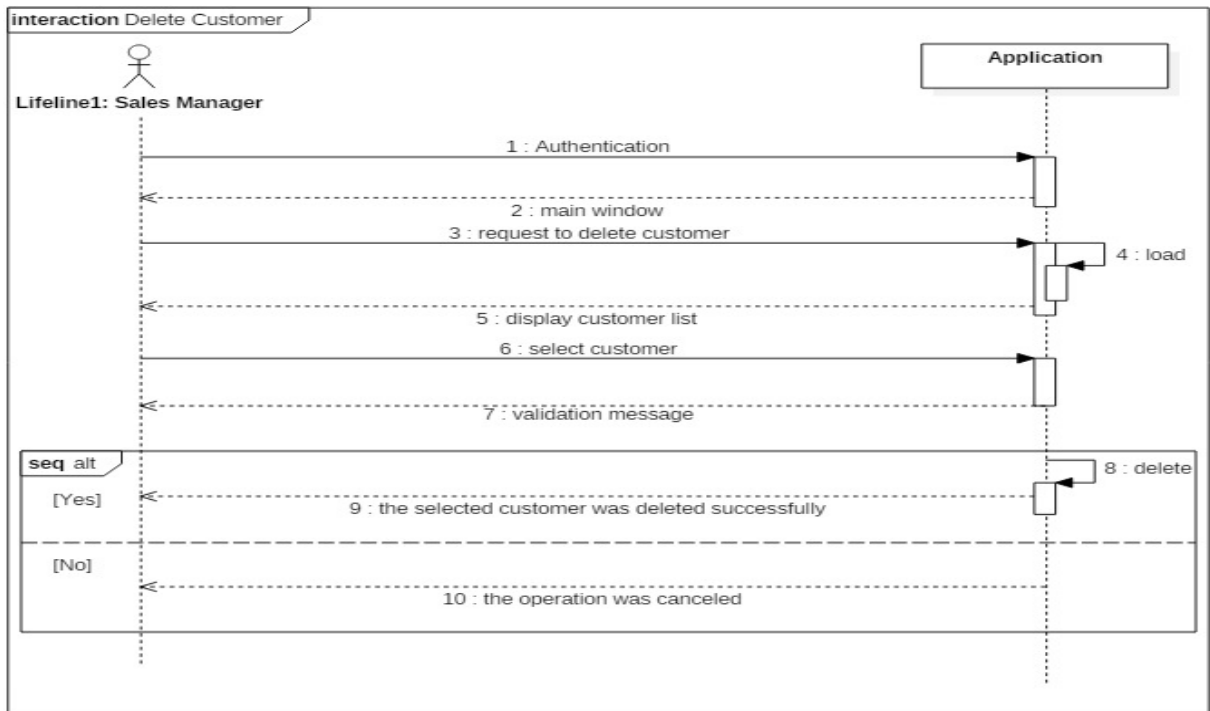 interaction Delete Customer
Application
Lifeline1: Sales Manager
1 : Authentication
2 : main window
3 : request to delete customer
4 : load
5 : display customer list
6 : select customer
7 : validation message
seq alt
8 : delete
[Yes]
9 : the selected customer was deleted successfully
[No]
10 : the operation was canceled